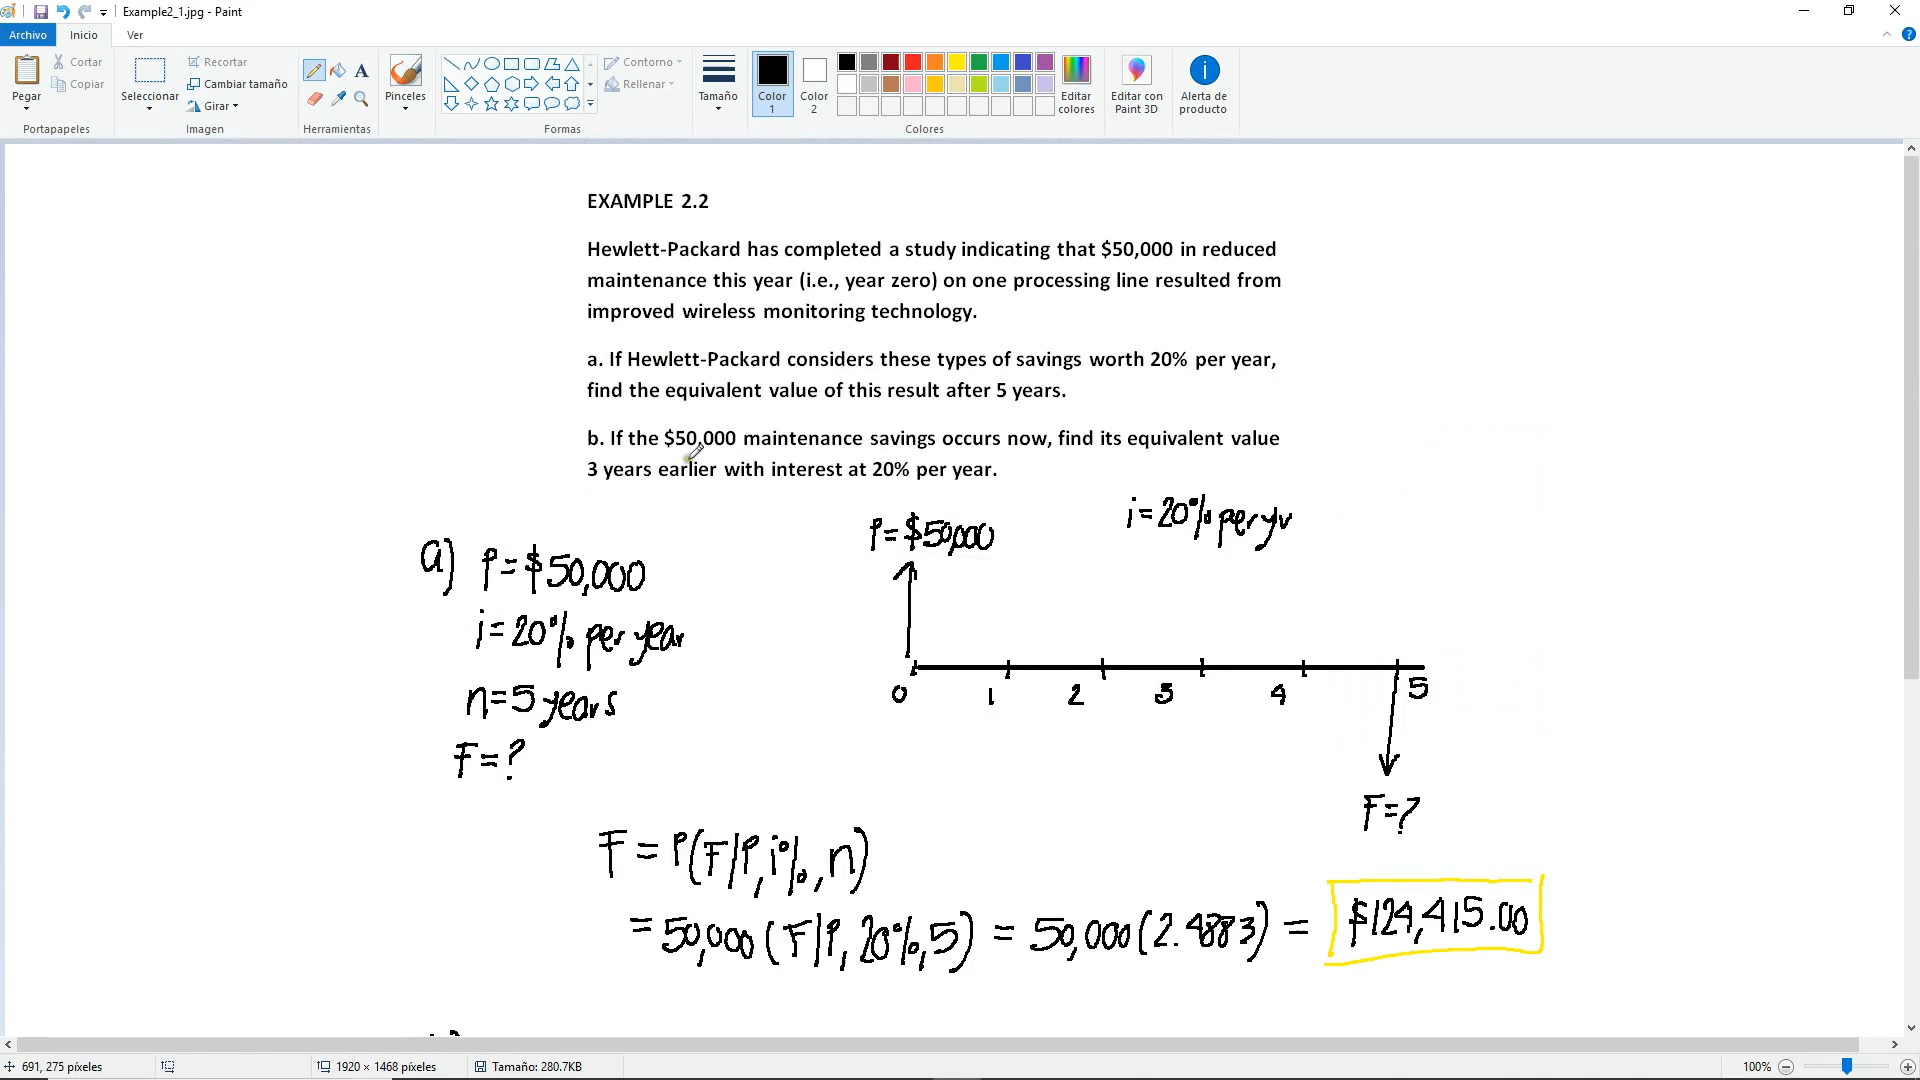 Example2_1.jpg - Paint
Archivo Inicio Ver
Pegar
Cortar
Copiar
Portapapeles
Seleccionar
Recortar
Cambiar tamaño
Girar
Imagen
Herramientas
Pinceles
Formas
Contorno
Rellenar
Tamaño
Color 1
Color 2
Colores
Editar colores
Editar con Paint 3D
Alerta de producto
EXAMPLE 2.2
Hewlett-Packard has completed a study indicating that $50,000 in reduced
maintenance this year (i.e., year zero) on one processing line resulted from
improved wireless monitoring technology.
a. If Hewlett-Packard considers these types of savings worth 20% per year,
find the equivalent value of this result after 5 years.
b. If the $50,000 maintenance savings occurs now, find its equivalent value
3 years earlier with interest at 20% per year.
a) P=$50,000
i=20% per year
n=5 years
F=?
P=$50,000
i=20% per yr
0 1 2 3 4 5
F=?
F = P(F/P, i%, n)
= 50,000 (F/P, 20%, 5) = 50,000 (2.4883) = $124,415.00
691, 275 píxeles
1920 × 1468 píxeles
Tamaño: 280.7KB
100%